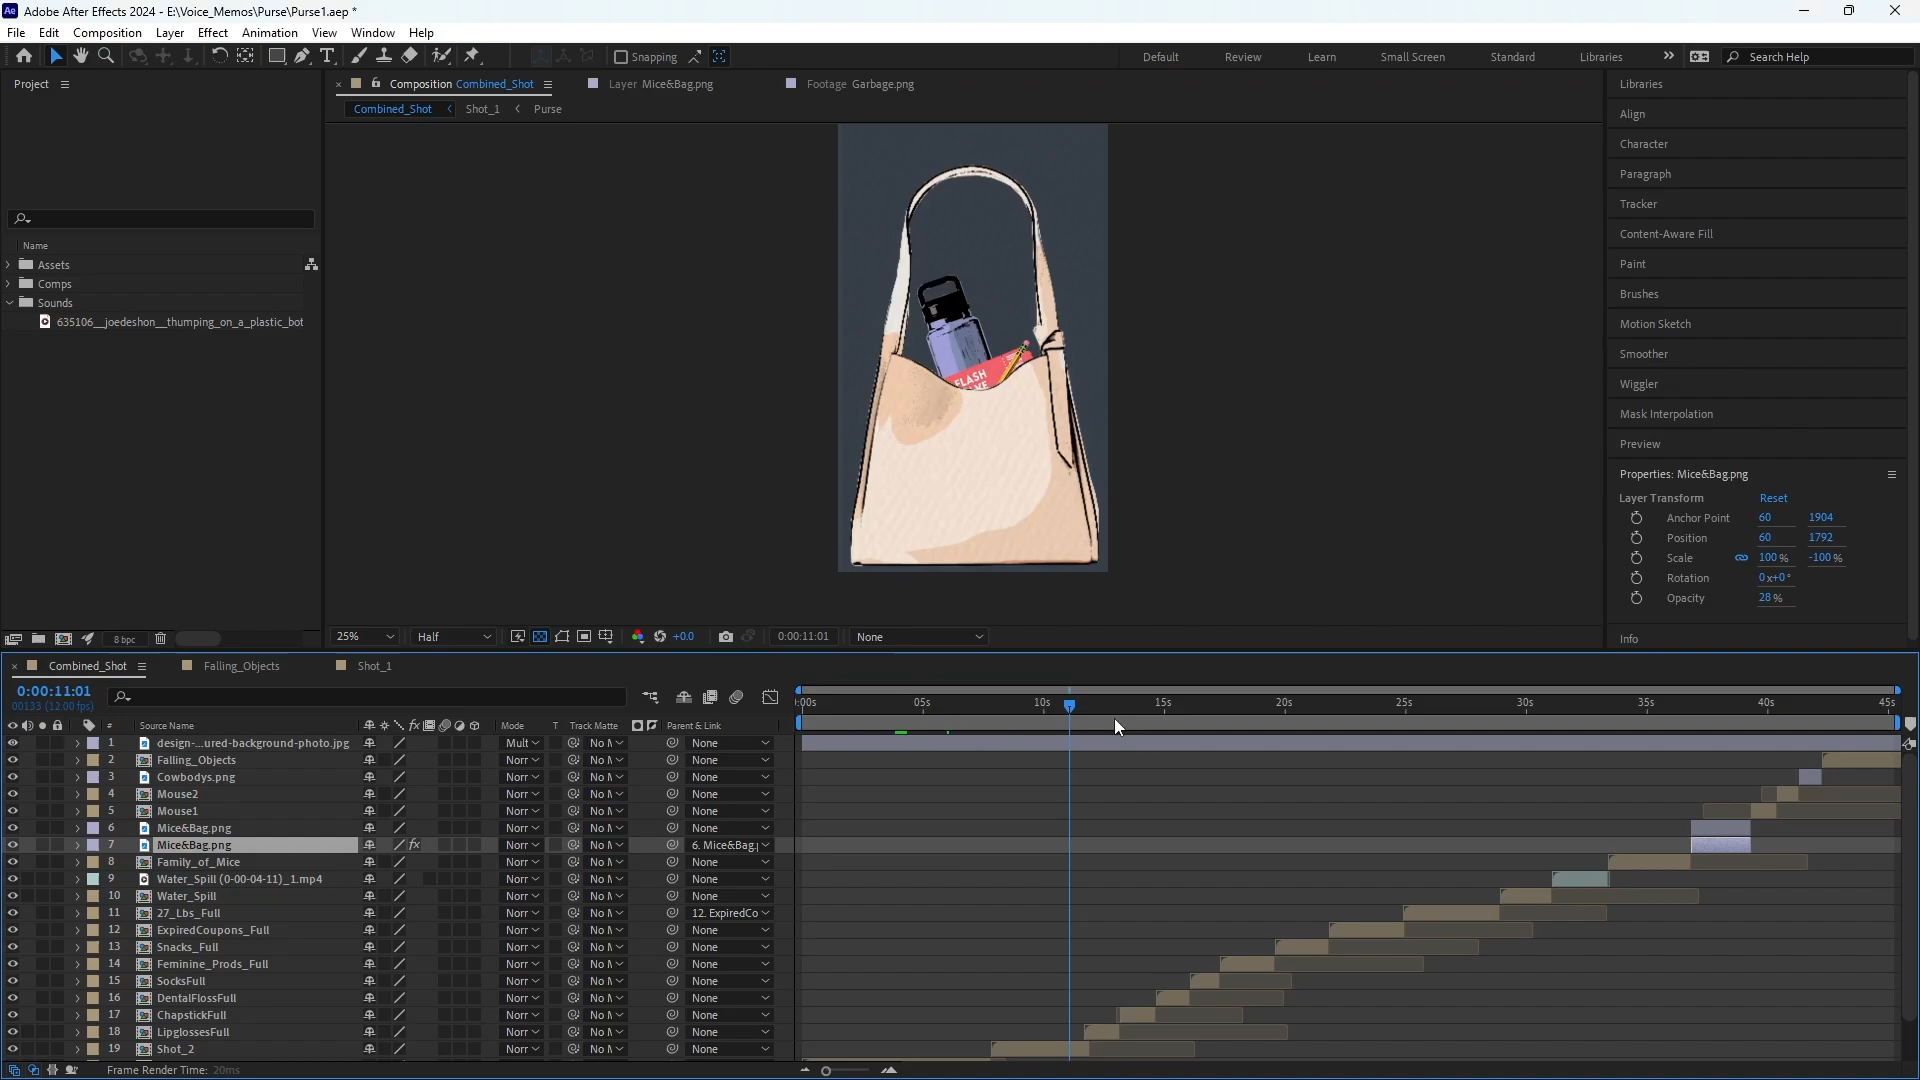 Adobe After Effects 2024 - E:\Voice_Memos\Purse\Purse1.aep *
File Edit Composition Layer Effect Animation View Window Help
Snapping Default Review Learn Small Screen Standard Libraries Search Help
Project
Name
Assets
Comps
Sounds
635106__joedeshon__thumping_on_a_plastic_bot
8 bpc
Composition Combined_Shot Layer Mice&Bag.png Footage Garbage.png
Combined_Shot Shot_1 Purse
FLASH
25% Half +0.0 0:00:11:01 None
Libraries
Align
Character
Paragraph
Tracker
Content-Aware Fill
Paint
Brushes
Motion Sketch
Smoother
Wiggler
Mask Interpolation
Preview
Properties: Mice&Bag.png
Layer Transform Reset
Anchor Point 60 1904
Position 60 1792
Scale 100 % -100 %
Rotation 0x+0°
Opacity 28 %
Info
Combined_Shot Falling_Objects Shot_1
0:00:11:01
00133 (12.00 fps)
:00s 05s 10s 15s 20s 25s 30s 35s 40s 45s
# Source Name fx Mode T Track Matte Parent & Link
1 design-...ured-background-photo.jpg Mult No M None
2 Falling_Objects Norr No M None
3 Cowbodys.png Norr No M None
4 Mouse2 Norr No M None
5 Mouse1 Norr No M None
6 Mice&Bag.png Norr No M None
7 Mice&Bag.png fx Norr No M 6. Mice&Bag.p
8 Family_of_Mice Norr No M None
9 Water_Spill (0-00-04-11)_1.mp4 Norr No M None
10 Water_Spill Norr No M None
11 27_Lbs_Full Norr No M 12. ExpiredCo
12 ExpiredCoupons_Full Norr No M None
13 Snacks_Full Norr No M None
14 Feminine_Prods_Full Norr No M None
15 SocksFull Norr No M None
16 DentalFlossFull Norr No M None
17 ChapstickFull Norr No M None
18 LipglossesFull Norr No M None
19 Shot_2 Norr No M None
Frame Render Time: 20ms